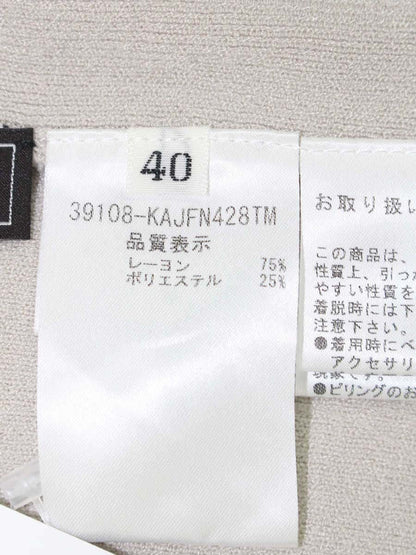 40
39108-KAJFN428TM
品質表示
レーヨン 75%
ポリエステル 25%
お取り扱い
この商品は、
性質上、引っ
やすい性質を
着脱時には下
注意下さい。
●着用時にベ
アクセサリ
●ピリングのお